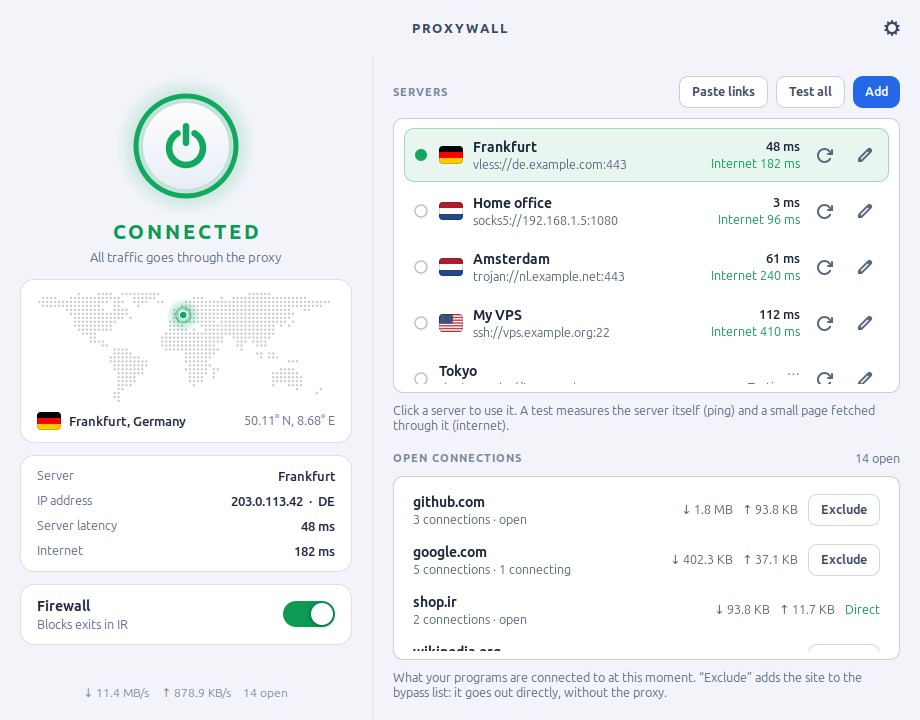 PROXYWALL
CONNECTED
All traffic goes through the proxy
Frankfurt, Germany 50.11° N, 8.68° E
Server Frankfurt
IP address 203.0.113.42 · DE
Server latency 48 ms
Internet 182 ms
Firewall
Blocks exits in IR
↓ 11.4 MB/s ↑ 878.9 KB/s 14 open
SERVERS Paste links Test all Add
Frankfurt 48 ms
vless://de.example.com:443 Internet 182 ms
Home office 3 ms
socks5://192.168.1.5:1080 Internet 96 ms
Amsterdam 61 ms
trojan://nl.example.net:443 Internet 240 ms
My VPS 112 ms
ssh://vps.example.org:22 Internet 410 ms
Tokyo ...
Click a server to use it. A test measures the server itself (ping) and a small page fetched
through it (internet).
OPEN CONNECTIONS 14 open
github.com ↓ 1.8 MB ↑ 93.8 KB Exclude
3 connections · open
google.com ↓ 402.3 KB ↑ 37.1 KB Exclude
5 connections · 1 connecting
shop.ir ↓ 93.8 KB ↑ 11.7 KB Direct
2 connections · open
wikipedia.org
What your programs are connected to at this moment. “Exclude” adds the site to the
bypass list: it goes out directly, without the proxy.